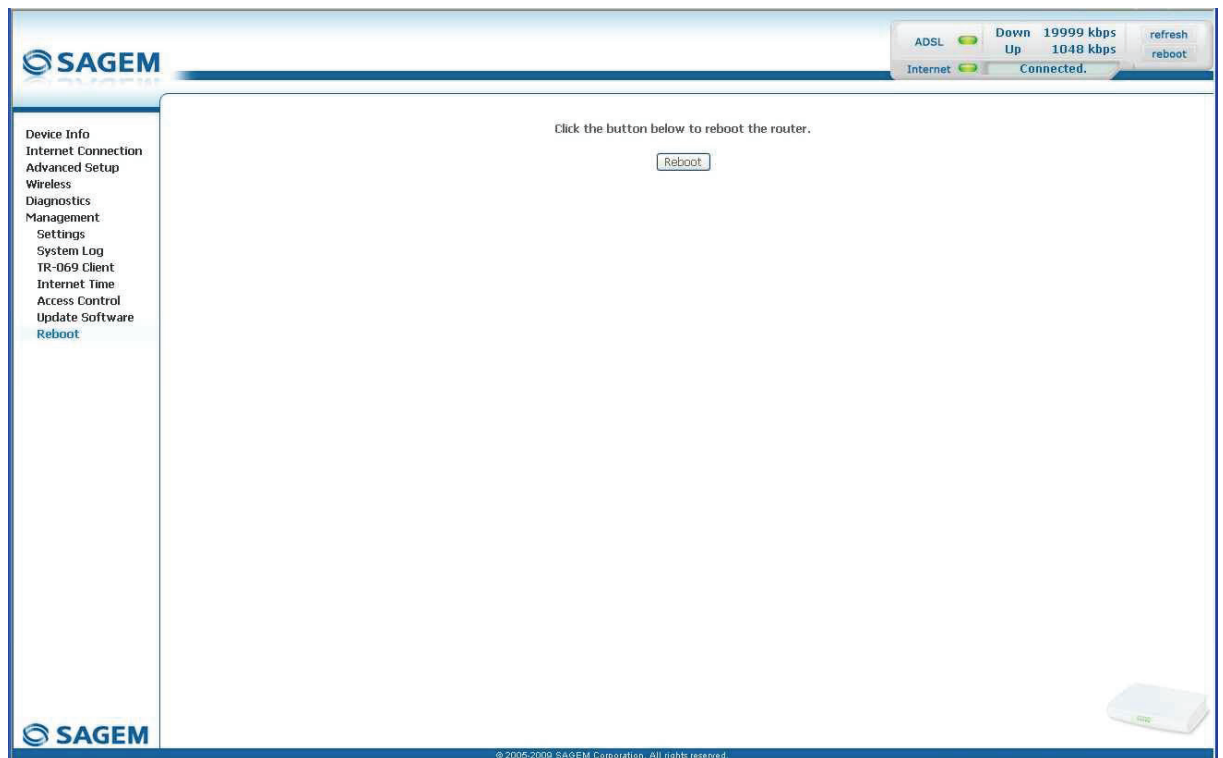 SAGEM
ADSL
Down 19999 kbps
Up 1048 kbps
refresh
reboot
Internet
Connected.
Device Info
Internet Connection
Advanced Setup
Wireless
Diagnostics
Management
Settings
System Log
TR-069 Client
Internet Time
Access Control
Update Software
Reboot
Click the button below to reboot the router.
Reboot
SAGEM
© 2005-2009 SAGEM Corporation. All rights reserved.